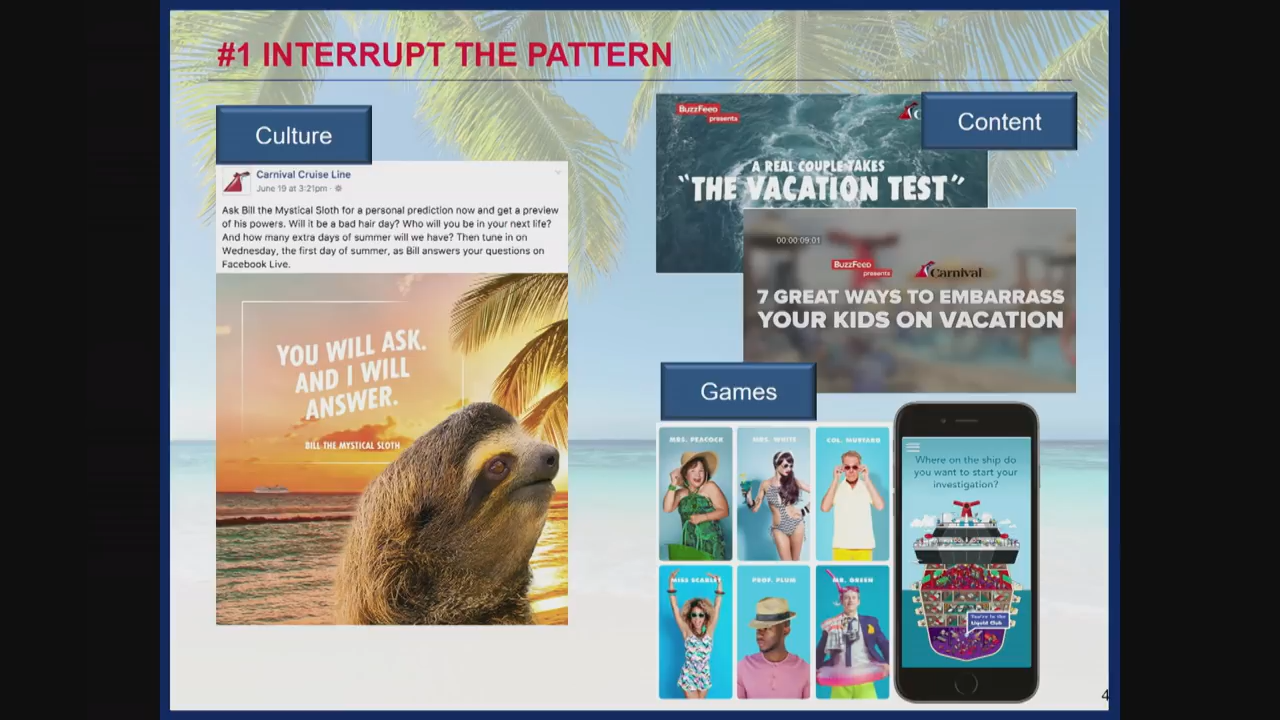 #1 INTERRUPT THE PATTERN
Culture
Carnival Cruise Line
June 19 at 3:21pm ·
Ask Bill the Mystical Sloth for a personal prediction now and get a preview
of his powers. Will it be a bad hair day? Who will you be in your next life?
And how many extra days of summer will we have? Then tune in on
Wednesday, the first day of summer, as Bill answers your questions on
Facebook Live.
YOU WILL ASK.
AND I WILL
ANSWER.
BILL THE MYSTICAL SLOTH
Content
BuzzFeed
presents
A REAL COUPLE TAKES
"THE VACATION TEST"
00:00:09:01
BuzzFeed
presents
Carnival
7 GREAT WAYS TO EMBARRASS
YOUR KIDS ON VACATION
Games
MRS. PEACOCK
MRS. WHITE
COL. MUSTARD
MISS SCARLET
PROF. PLUM
MR. GREEN
Where on the ship do
you want to start your
investigation?
You're in the
Liquid Club
4